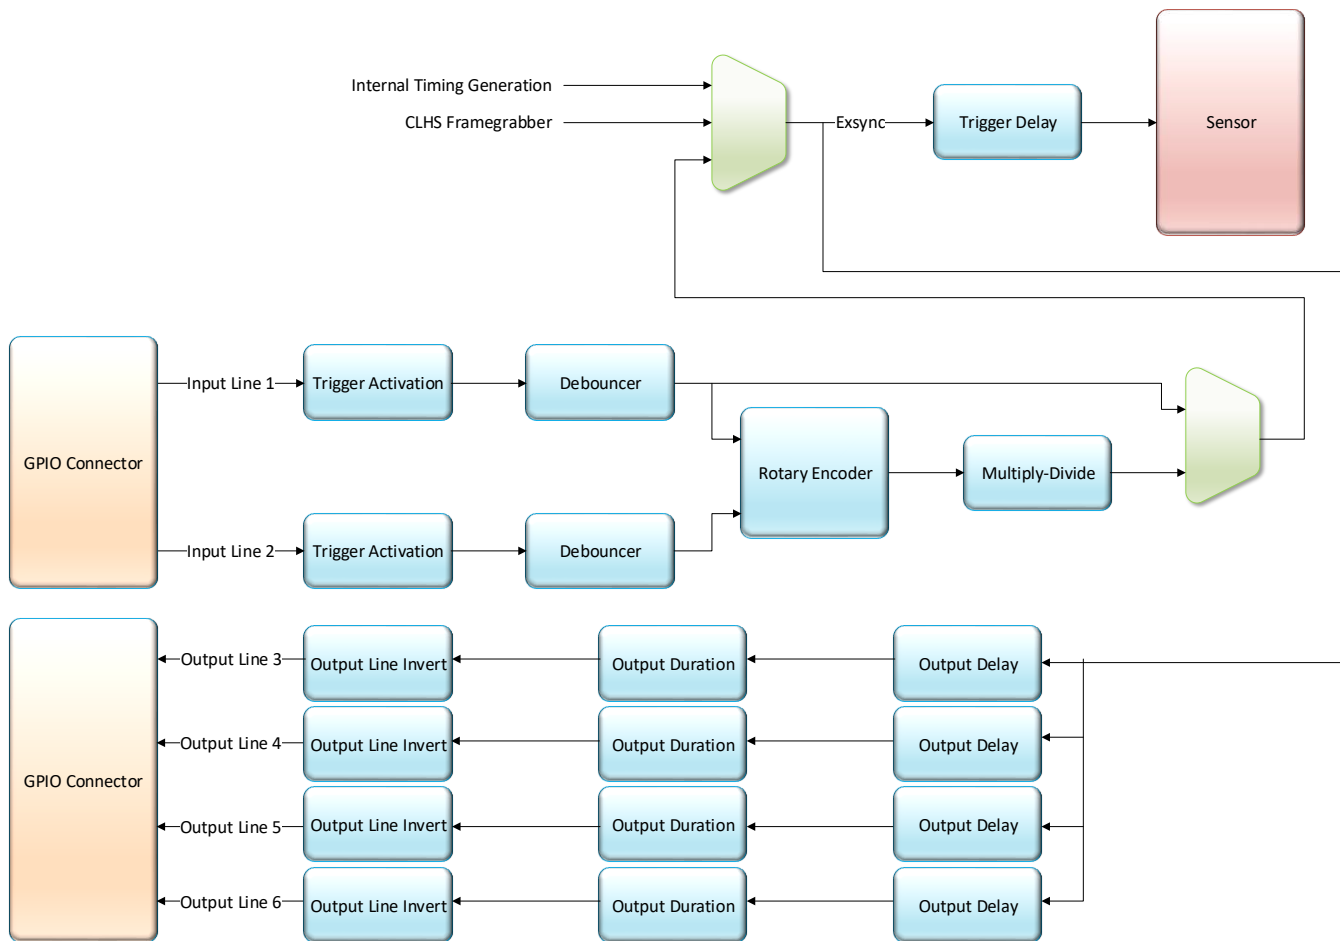 Internal Timing Generation
CLHS Framegrabber
Exsync
Trigger Delay
Sensor
GPIO Connector
Input Line 1
Trigger Activation
Debouncer
Rotary Encoder
Multiply-Divide
Input Line 2
Trigger Activation
Debouncer
GPIO Connector
Output Line 3
Output Line Invert
Output Duration
Output Delay
Output Line 4
Output Line Invert
Output Duration
Output Delay
Output Line 5
Output Line Invert
Output Duration
Output Delay
Output Line 6
Output Line Invert
Output Duration
Output Delay